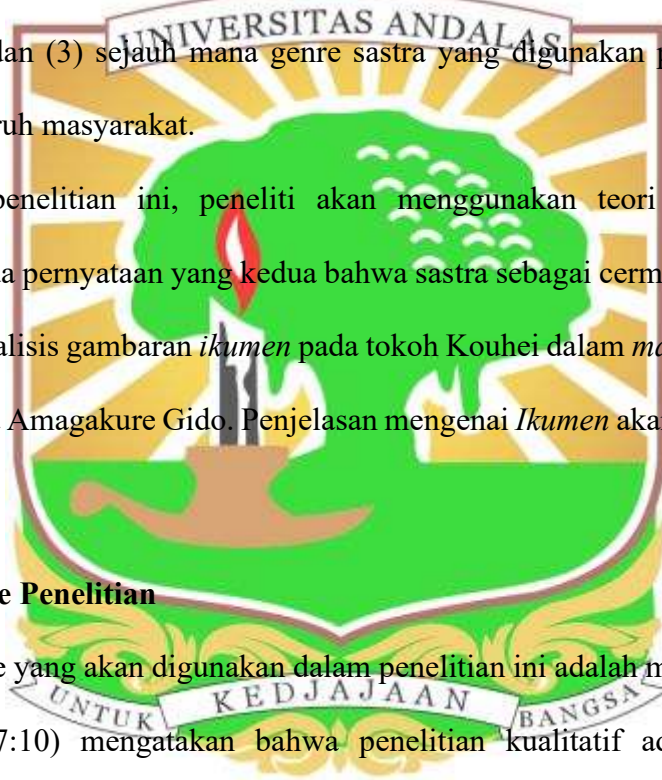 UNIVERSITAS ANDALAS
dan (3) sejauh mana genre sastra yang digunakan p
ruh masyarakat.
penelitian ini, peneliti akan menggunakan teori
a pernyataan yang kedua bahwa sastra sebagai cerm
alisis gambaran ikumen pada tokoh Kouhei dalam ma
Amagakure Gido. Penjelasan mengenai Ikumen aka
e Penelitian
e yang akan digunakan dalam penelitian ini adalah m
UNTUK KEDJAJAAN BANGSA
7:10) mengatakan bahwa penelitian kualitatif ad